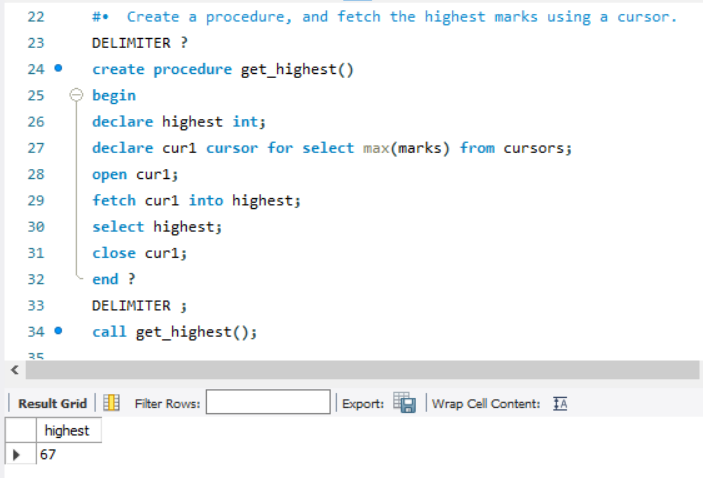 22 #• Create a procedure, and fetch the highest marks using a cursor.
23 DELIMITER ?
24 create procedure get_highest()
25 begin
26 declare highest int;
27 declare cur1 cursor for select max(marks) from cursors;
28 open cur1;
29 fetch cur1 into highest;
30 select highest;
31 close cur1;
32 end ?
33 DELIMITER ;
34 call get_highest();
35
Result Grid Filter Rows: Export: Wrap Cell Content: IA
highest
67